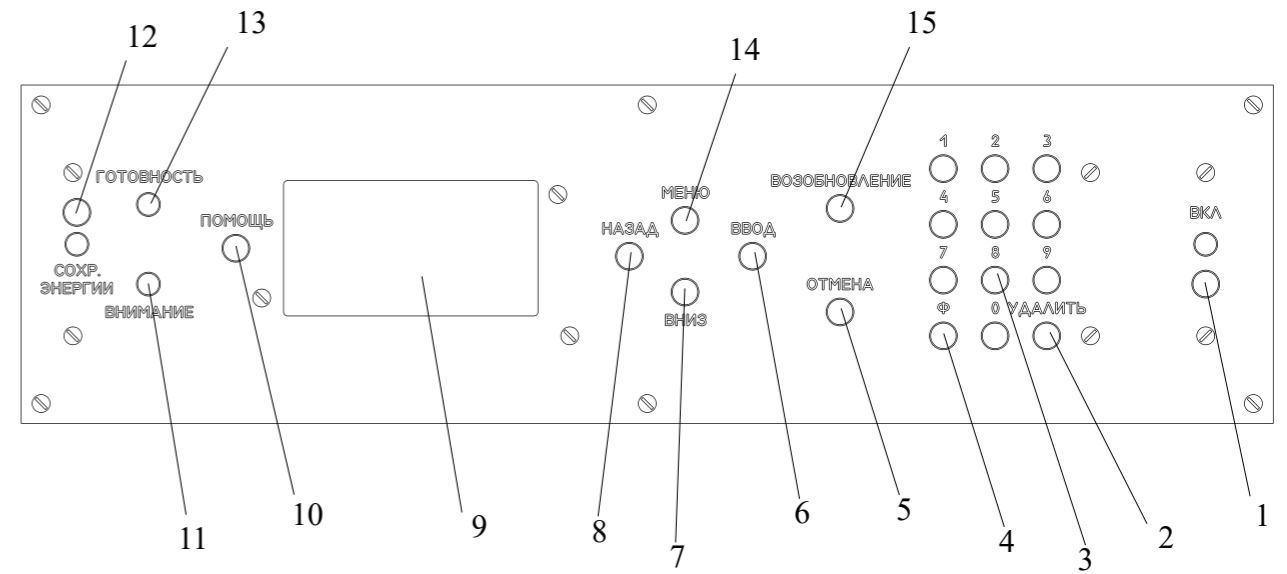 12 13 14 15
1 2 3
ГОТОВНОСТЬ МЕНЮ ВОЗОБНОВЛЕНИЕ
4 5 6
ПОМОЩЬ НАЗАД ВВОД ВКЛ
7 8 9
СОХР.
ЭНЕРГИИ
ОТМЕНА
ВНИМАНИЕ ВНИЗ Ф 0 УДАЛИТЬ
11 10 9 8 7 6 5 4 3 2 1